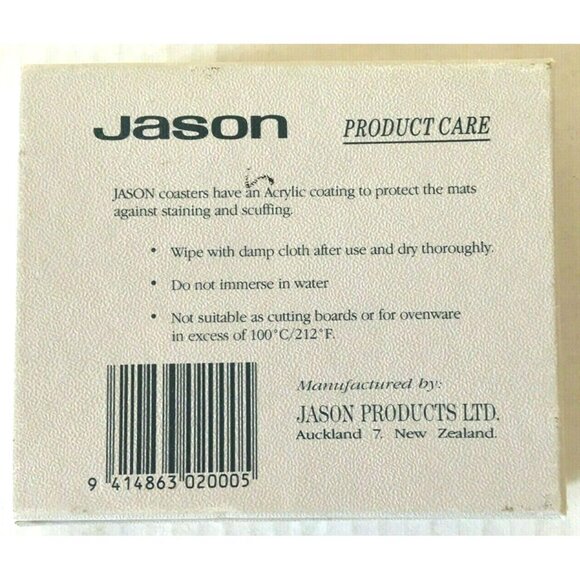 Jason
PRODUCT CARE
JASON coasters have an Acrylic coating to protect the mats
against staining and scuffing.
• Wipe with damp cloth after use and dry thoroughly.
• Do not immerse in water
• Not suitable as cutting boards or for ovenware
in excess of 100°C/212°F.
Manufactured by:
JASON PRODUCTS LTD.
Auckland 7, New Zealand.
9 414863 020005